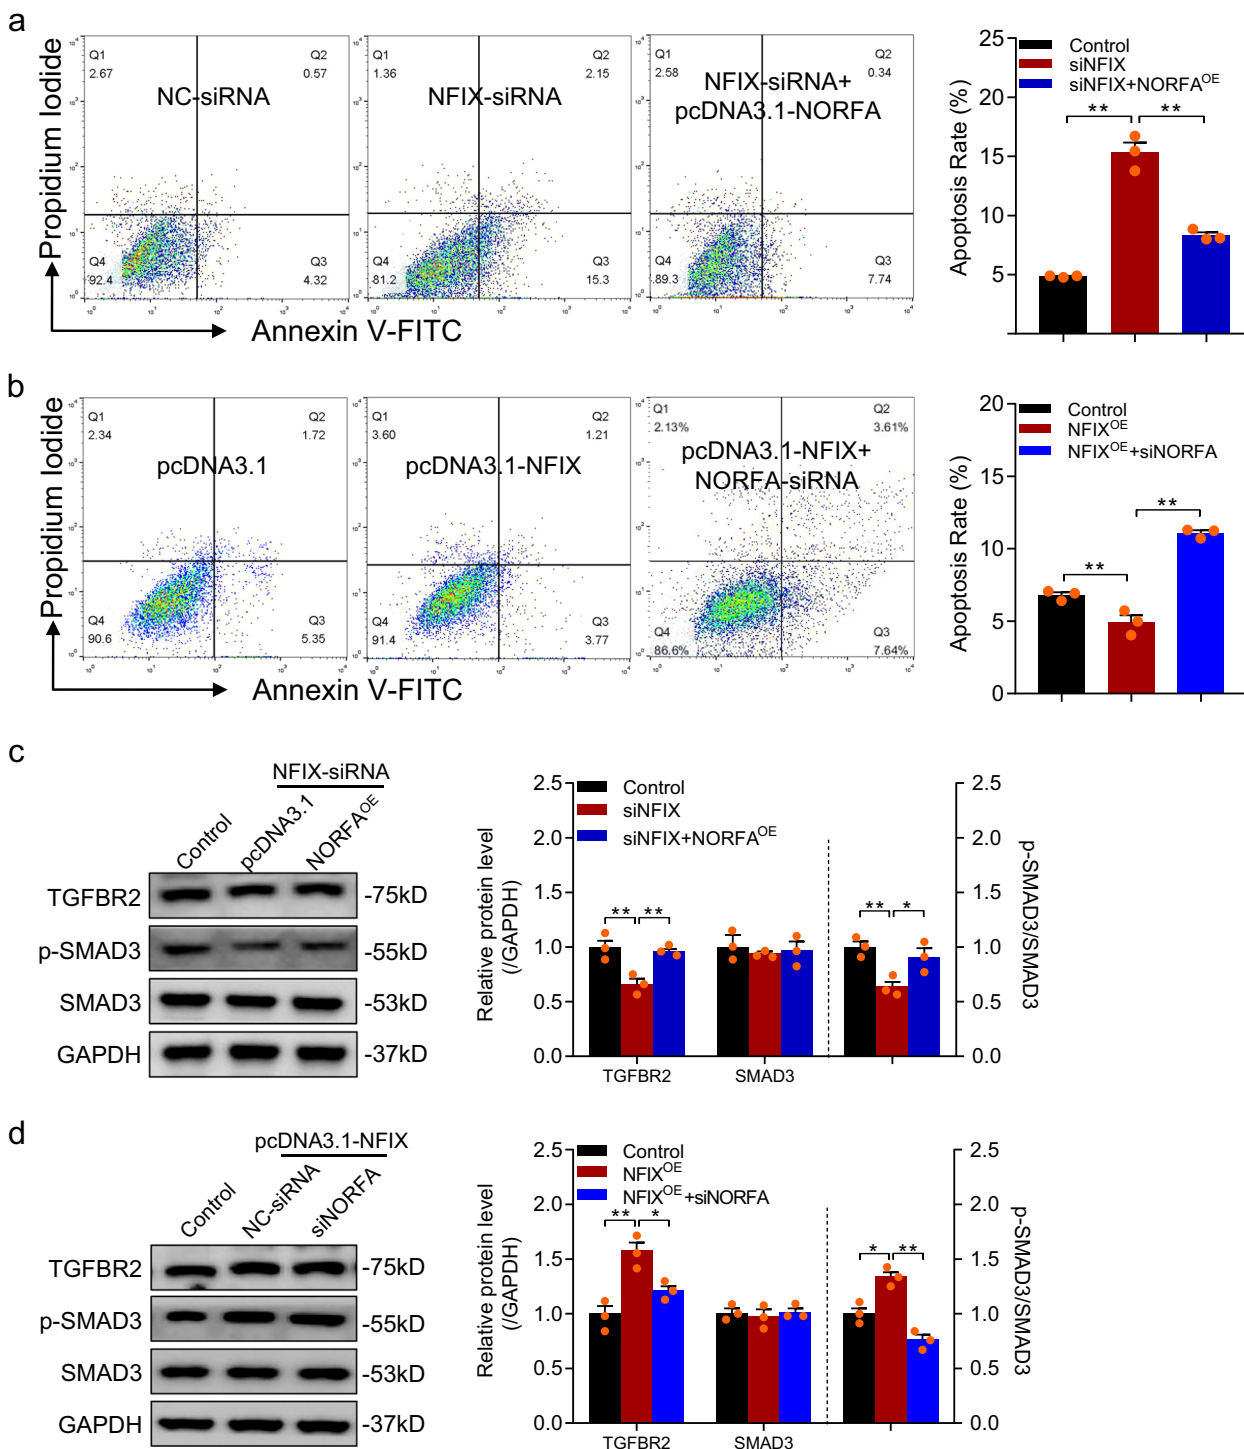 a
Propidium Iodide
Q1
2.67
Q2
0.57
NC-siRNA
Q4
92.4
Q3
4.32
Q1
1.36
Q2
2.15
NFIX-siRNA
Q4
81.2
Q3
15.3
Q1
2.58
Q2
0.34
NFIX-siRNA+
pcDNA3.1-NORFA
Q4
89.3
Q3
7.74
Annexin V-FITC
Apoptosis Rate (%)
25
20
15
10
5
Control
siNFIX
siNFIX+NORFA^OE
** **
b
Propidium Iodide
Q1
2.34
Q2
1.72
pcDNA3.1
Q4
90.6
Q3
5.35
Q1
3.60
Q2
1.21
pcDNA3.1-NFIX
Q4
91.4
Q3
3.77
Q1
2.13%
Q2
3.61%
pcDNA3.1-NFIX+
NORFA-siRNA
Q4
86.6%
Q3
7.64%
Annexin V-FITC
Apoptosis Rate (%)
20
15
10
5
0
Control
NFIX^OE
NFIX^OE+siNORFA
**
**
c
NFIX-siRNA
Control pcDNA3.1 NORFA^OE
TGFBR2 -75kD
p-SMAD3 -55kD
SMAD3 -53kD
GAPDH -37kD
Relative protein level
(/GAPDH)
2.5
2.0
1.5
1.0
0.5
0.0
Control
siNFIX
siNFIX+NORFA^OE
** ** ** *
TGFBR2 SMAD3
2.5
2.0
1.5
1.0
0.5
0.0
p-SMAD3/SMAD3
d
pcDNA3.1-NFIX
Control NC-siRNA siNORFA
TGFBR2 -75kD
p-SMAD3 -55kD
SMAD3 -53kD
GAPDH -37kD
Relative protein level
(/GAPDH)
2.5
2.0
1.5
1.0
0.5
0.0
Control
NFIX^OE
NFIX^OE+siNORFA
** * * **
TGFBR2 SMAD3
2.5
2.0
1.5
1.0
0.5
0.0
p-SMAD3/SMAD3